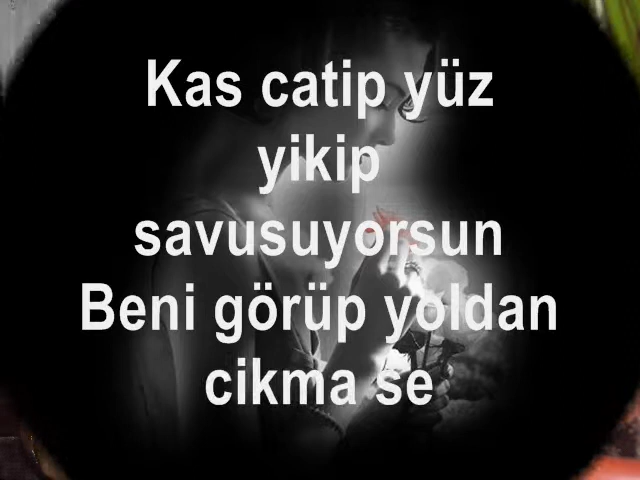 Kas catip yüz
yikip
savusuyorsun
Beni görüp yoldan
cikma se